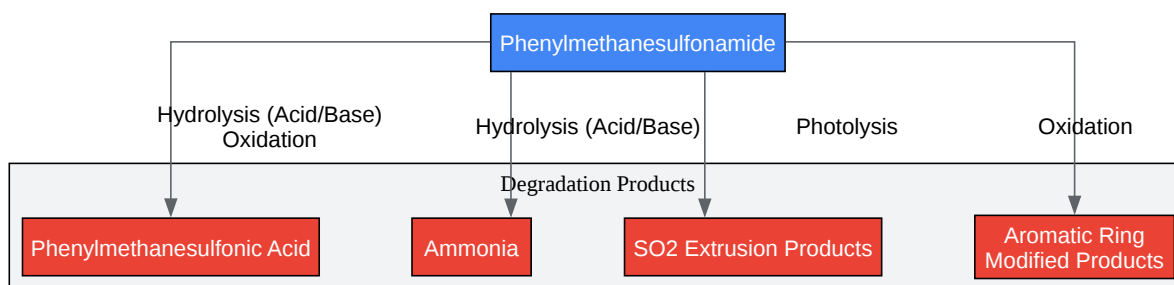 Phenylmethanesulfonamide
Hydrolysis (Acid/Base)
Oxidation
Hydrolysis (Acid/Base)
Photolysis
Oxidation
Degradation Products
Phenylmethanesulfonic Acid
Ammonia
SO2 Extrusion Products
Aromatic Ring
Modified Products